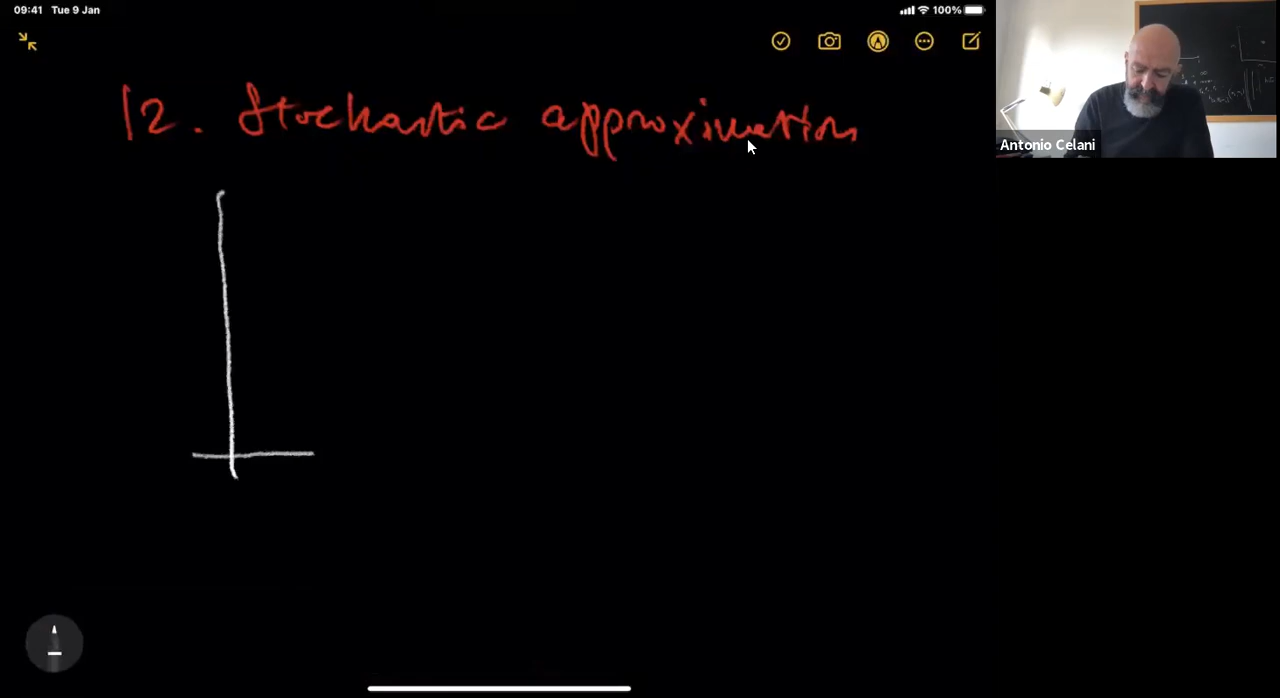 09:41 Tue 9 Jan 100%
12. Stochastic approximation
Antonio Celani